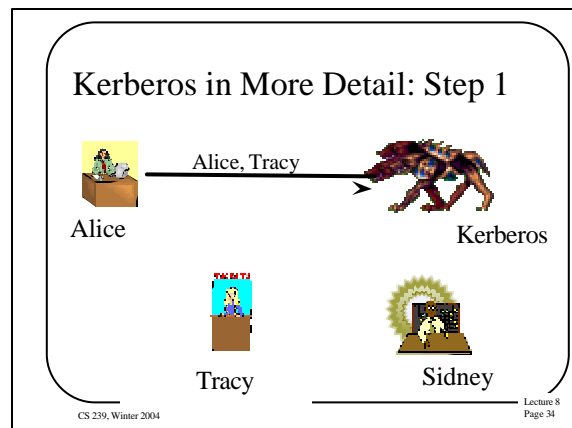 Kerberos in More Detail: Step 1
Alice, Tracy
Alice
Kerberos
Tracy
Sidney
CS 239, Winter 2004
Lecture 8
Page 34